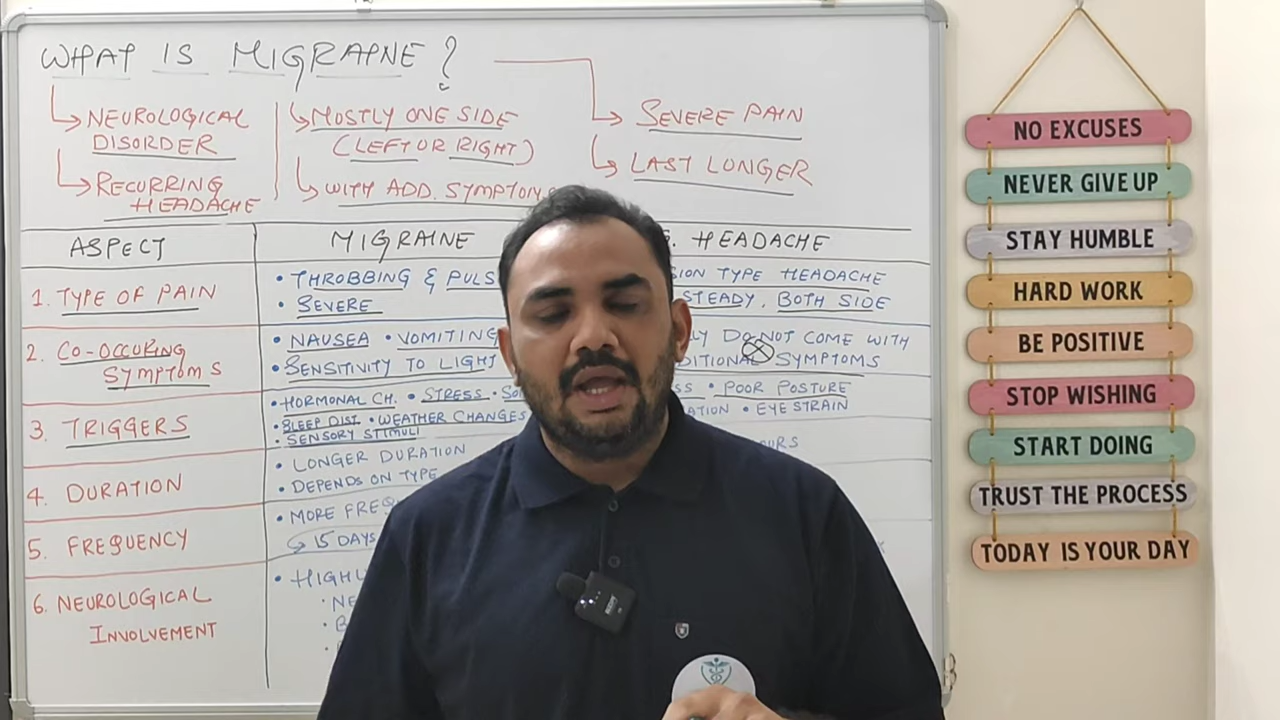 WHAT IS MIGRAINE ?
NEUROLOGICAL
DISORDER
RECURRING
HEADACHE
MOSTLY ONE SIDE
(LEFT OR RIGHT)
WITH ADD. SYMPTOM
SEVERE PAIN
LAST LONGER
ASPECT MIGRAINE HEADACHE
1. TYPE OF PAIN
• THROBBING &
• SEVERE
TYPE HEADACHE
STEADY. BOTH SIDE
2. CO-OCCURING
SYMPTOMS
• NAUSEA • VOMITING
• SENSITIVITY TO LIGHT
DO NOT COME WITH
SYMPTOMS
3. TRIGGERS
• HORMONAL CH. • STRESS •
• SLEEP DIST. • WEATHER CHANGES
• SENSORY STIMULI
• POOR POSTURE
• EYE STRAIN
4. DURATION
• LONGER DURATION
• DEPENDS ON TYPE
5. FREQUENCY
• MORE
15 DAYS
6. NEUROLOGICAL
INVOLVEMENT
NO EXCUSES
NEVER GIVE UP
STAY HUMBLE
HARD WORK
BE POSITIVE
STOP WISHING
START DOING
TRUST THE PROCESS
TODAY IS YOUR DAY